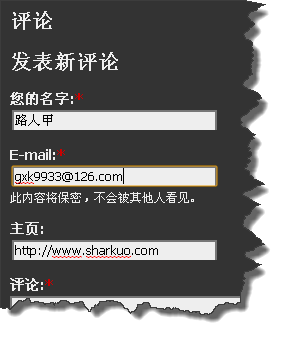 评论
发表新评论
您的名字:*
路人甲
E-mail:*
gxk9933@126.com
此内容将保密，不会被其他人看见。
主页:
http://www.sharkuo.com
评论:*